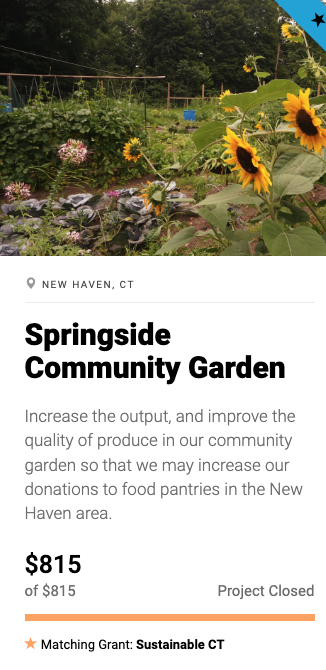 NEW HAVEN, CT
Springside
Community Garden
Increase the output, and improve the
quality of produce in our community
garden so that we may increase our
donations to food pantries in the New
Haven area.
$815
of $815 Project Closed
Matching Grant: Sustainable CT